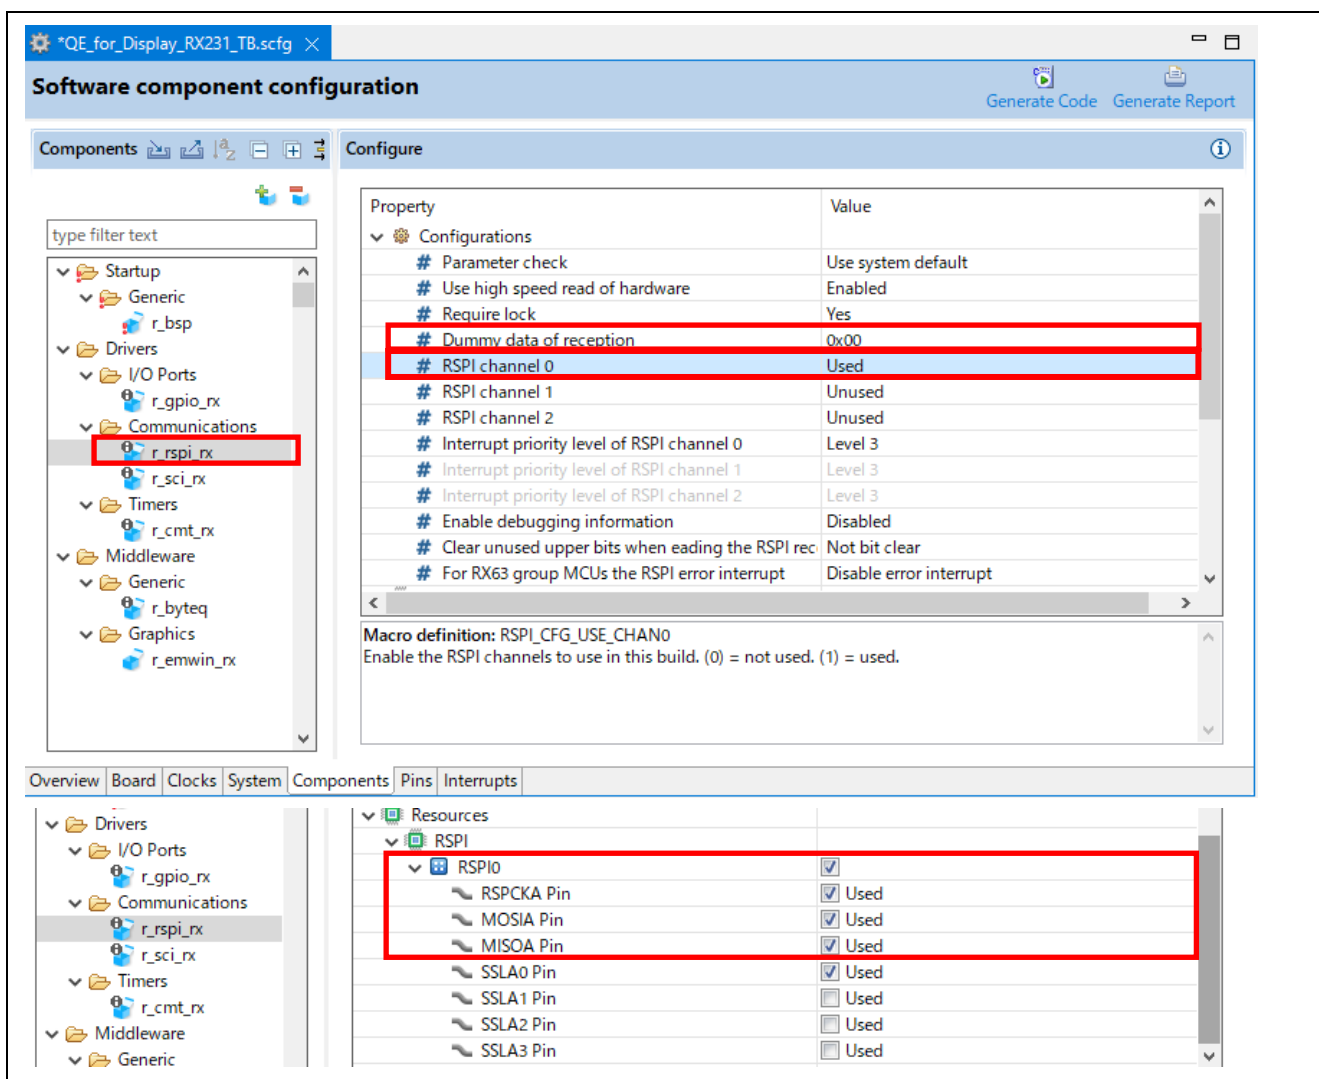 *QE_for_Display_RX231_TB.scfg
Software component configuration
Generate Code Generate Report
Components
Configure
type filter text
Startup
Generic
r_bsp
Drivers
I/O Ports
r_gpio_rx
Communications
r_rspi_rx
r_sci_rx
Timers
r_cmt_rx
Middleware
Generic
r_byteq
Graphics
r_emwin_rx
Property Value
Configurations
# Parameter check Use system default
# Use high speed read of hardware Enabled
# Require lock Yes
# Dummy data of reception 0x00
# RSPI channel 0 Used
# RSPI channel 1 Unused
# RSPI channel 2 Unused
# Interrupt priority level of RSPI channel 0 Level 3
# Interrupt priority level of RSPI channel 1 Level 3
# Interrupt priority level of RSPI channel 2 Level 3
# Enable debugging information Disabled
# Clear unused upper bits when eading the RSPI rec Not bit clear
# For RX63 group MCUs the RSPI error interrupt Disable error interrupt
Macro definition: RSPI_CFG_USE_CHAN0
Enable the RSPI channels to use in this build. (0) = not used. (1) = used.
Overview Board Clocks System Components Pins Interrupts
Drivers
I/O Ports
r_gpio_rx
Communications
r_rspi_rx
r_sci_rx
Timers
r_cmt_rx
Middleware
Generic
Resources
RSPI
RSPI0
RSPCKA Pin Used
MOSIA Pin Used
MISOA Pin Used
SSLA0 Pin Used
SSLA1 Pin Used
SSLA2 Pin Used
SSLA3 Pin Used